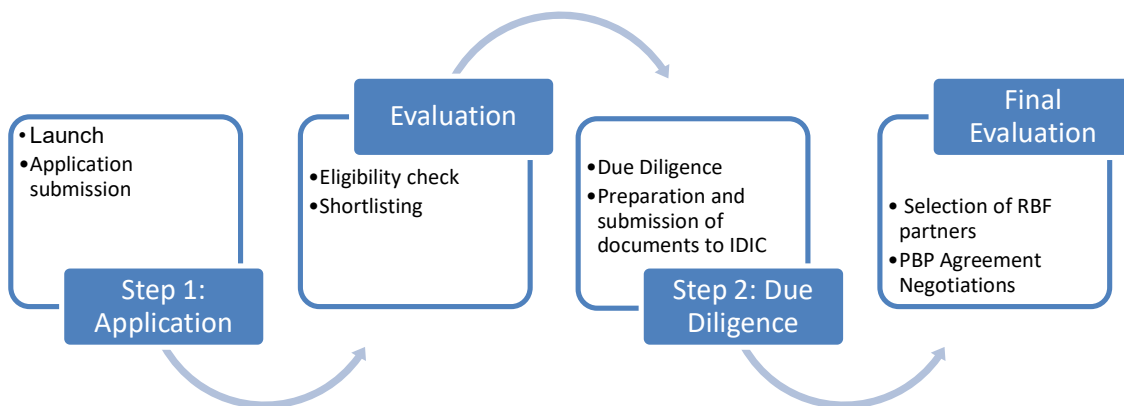 • Launch
•Application
submission
Step 1:
Application
Evaluation
•Eligibility check
•Shortlisting
•Due Diligence
•Preparation and
submission of
documents to IDIC
Step 2: Due
Diligence
Final
Evaluation
• Selection of RBF
partners
•PBP Agreement
Negotiations